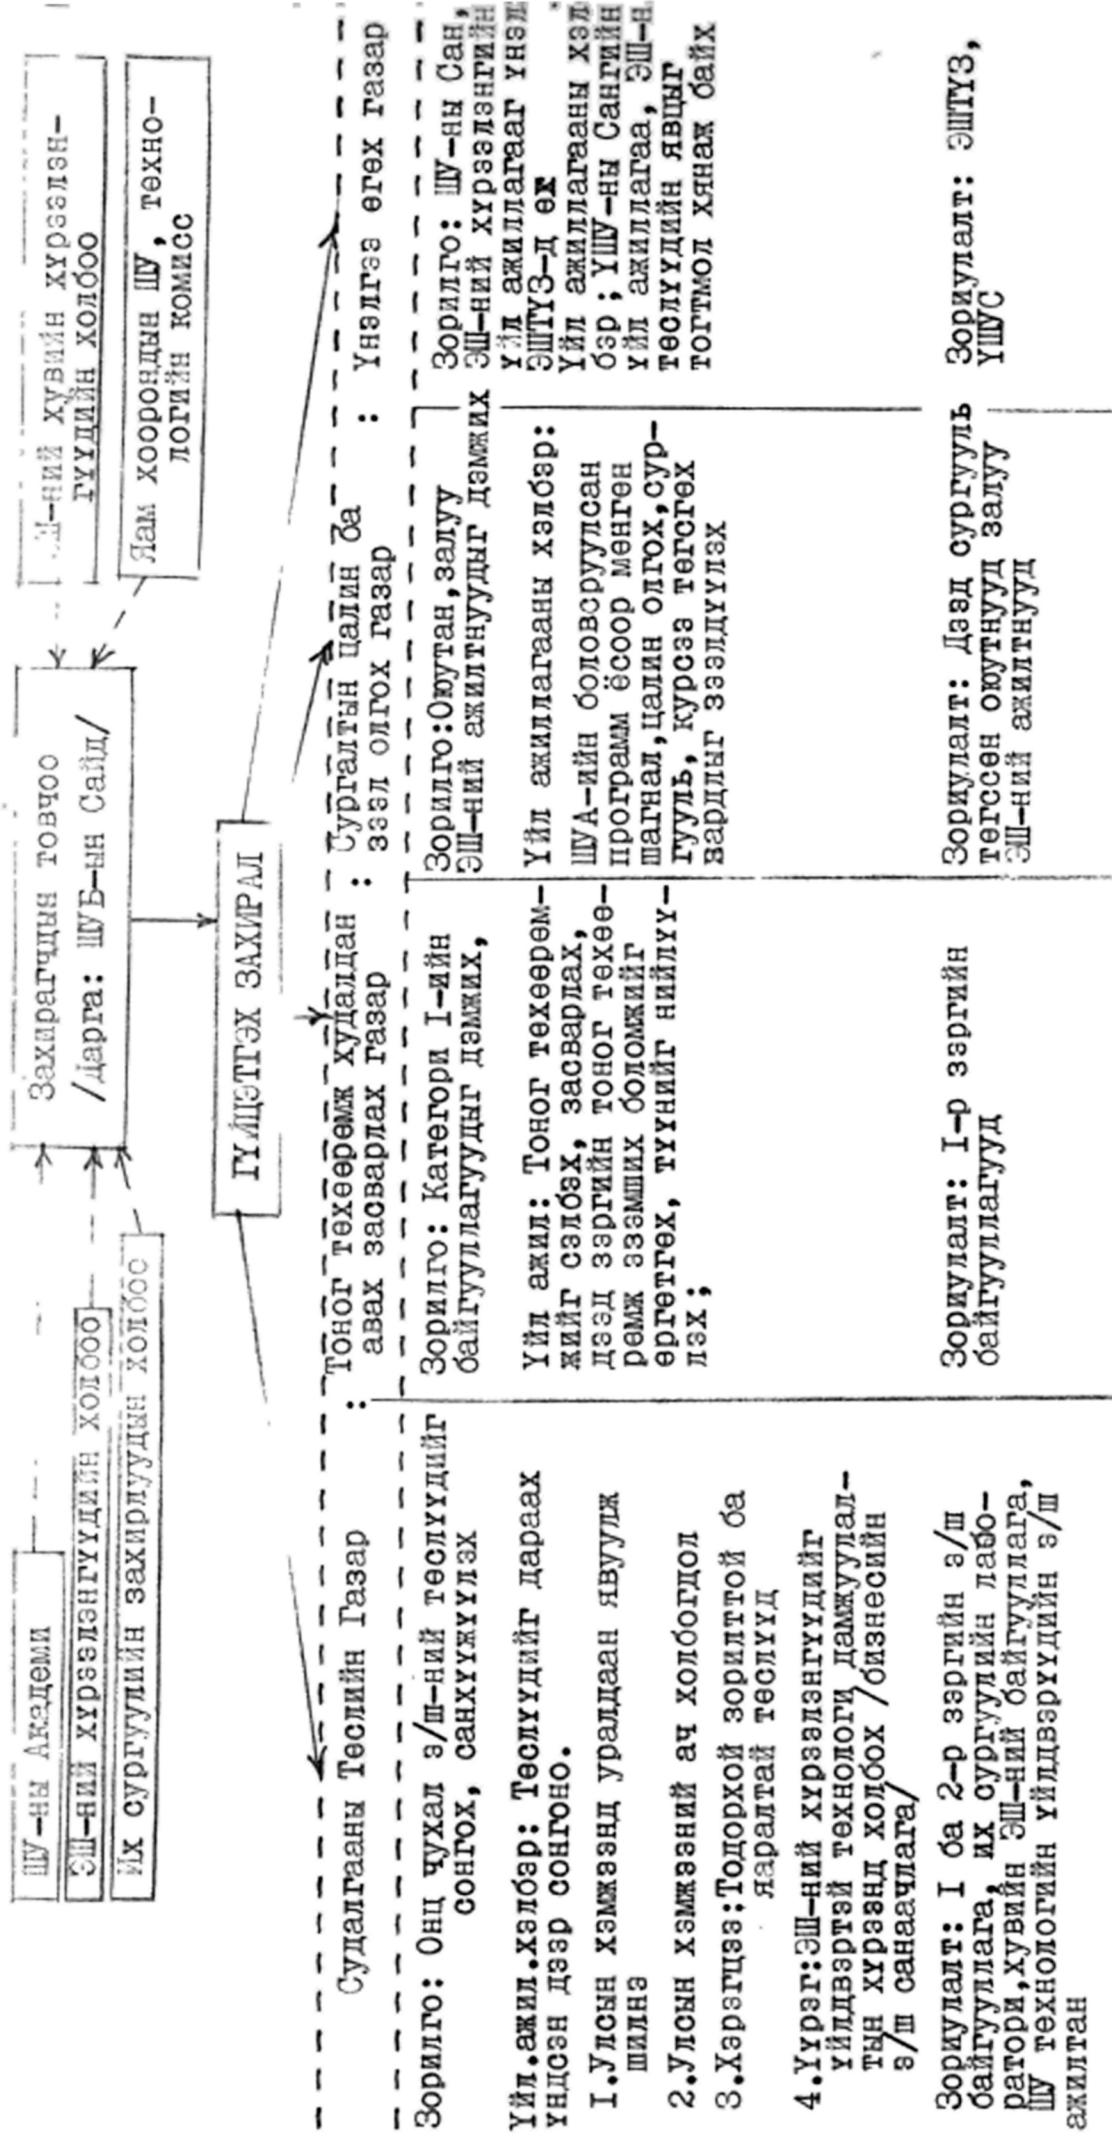 ШУ-ны Академи
ЭШ-НИЙ ХҮРЭЭЛЭНГҮҮДИЙН ХОЛБОО
Их сургуулийн захирлуудын холбоо
Захирагчдын товчоо
/Дарга: ШУБ-ын Сайд/
хувийн хүрээлэн-
гүүдийн холбоо
Яам хоорондын ШУ, техно-
логийн комисс
ГҮЙЦЭТГЭХ ЗАХИРАЛ
Судалгааны Төслийн Газар
Зорилго: Онц чухал э/ш-ний төслүүдийг
сонгох, санхүүжүүлэх
Үйл.ажил.хэлбэр: Төслүүдийг дараах
үндсэн дээр сонгоно.
1.Улсын хэмжээнд уралдаан явуулж
шилнэ
2.Улсын хэмжээний ач холбогдол
3.Хэрэгцээ;Тодорхой зорилттой ба
яаралтай төслүүд
4.Үүрэг:ЭШ-ний хүрээлэнгүүдийг
үйлдвэртэй технологи дамжуулал-
тын хүрээнд холбох /бизнесийн
э/ш санаачлага/
Зориулалт: I ба 2-р зэргийн э/ш
байгууллага, их сургуулийн лабо-
ратори,хувийн ЭШ-ний байгууллага,
ШУ технологийн үйлдвэрүүдийн э/ш
ажилтан
: Тоног төхөөрөмж худалдан
авах засварлах газар
Зорилго: Категори I-ийн
байгууллагуудыг дэмжих,
Үйл ажил: Тоног төхөөрөм-
жийг сэлбэх, засварлах,
дээд зэргийн тоног төхөө-
рөмж эзэмших боломжийг
өргөтгөх, түүнийг нийлүү-
лэх;
Зориулалт: I-р зэргийн
байгууллагууд
: Сургалтын цалин ба
зээл олгох газар
Зорилго:Оюутан,залуу
ЭШ-ний ажилтнуудыг дэмжих
Үйл ажиллагааны хэлбэр:
ШУА-ийн боловсруулсан
программ ёсоор мөнгөн
шагнал,цалин олгох,сур-
гууль, курсээ төгсгөх
зардлыг зээлдүүлэх
Зориулалт: Дээд сургууль
төгссөн оюутнууд залуу
ЭШ-ний ажилтнууд
: Үнэлгээ өгөх газар
Зорилго: ШУ-ны Сан,
ЭШ-ний хүрээлэнгийн
үйл ажиллагааг
ЭШТҮЗ-д өг
Үйл ажиллагааны
бэр; ҮШУ-ны Сангийн
үйл ажиллагаа,
төслүүдийн явцыг
тогтмол хянаж байх
Зориулалт: ЭШТҮЗ,
ҮШУС